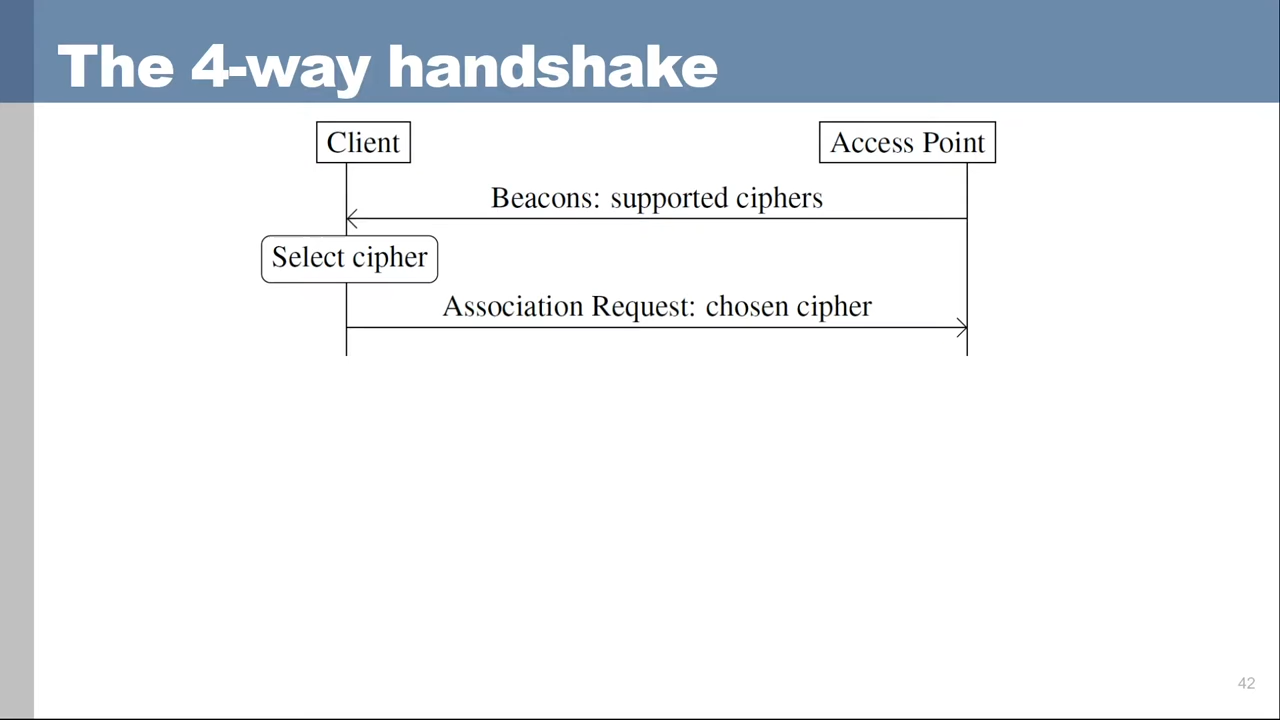 The 4-way handshake
Client
Access Point
Beacons: supported ciphers
Select cipher
Association Request: chosen cipher
42